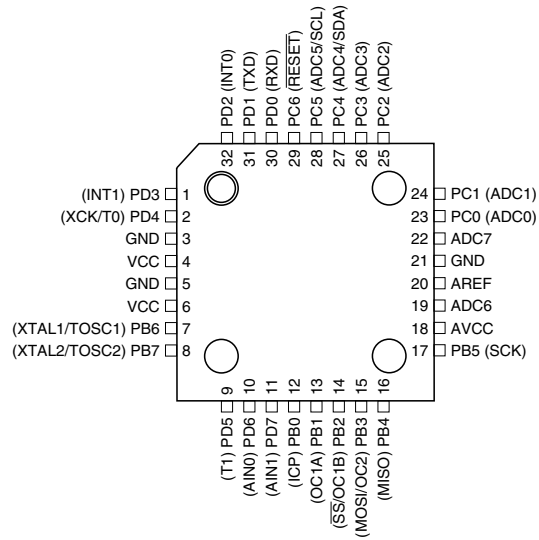 PD2 (INT0)
PD1 (TXD)
PD0 (RXD)
PC6 (RESET)
PC5 (ADC5/SCL)
PC4 (ADC4/SDA)
PC3 (ADC3)
PC2 (ADC2)
32
31
30
29
28
27
26
25
(INT1) PD3 1
(XCK/T0) PD4 2
GND 3
VCC 4
GND 5
VCC 6
(XTAL1/TOSC1) PB6 7
(XTAL2/TOSC2) PB7 8
24 PC1 (ADC1)
23 PC0 (ADC0)
22 ADC7
21 GND
20 AREF
19 ADC6
18 AVCC
17 PB5 (SCK)
9
10
11
12
13
14
15
16
(T1) PD5
(AIN0) PD6
(AIN1) PD7
(ICP) PB0
(OC1A) PB1
(SS/OC1B) PB2
(MOSI/OC2) PB3
(MISO) PB4